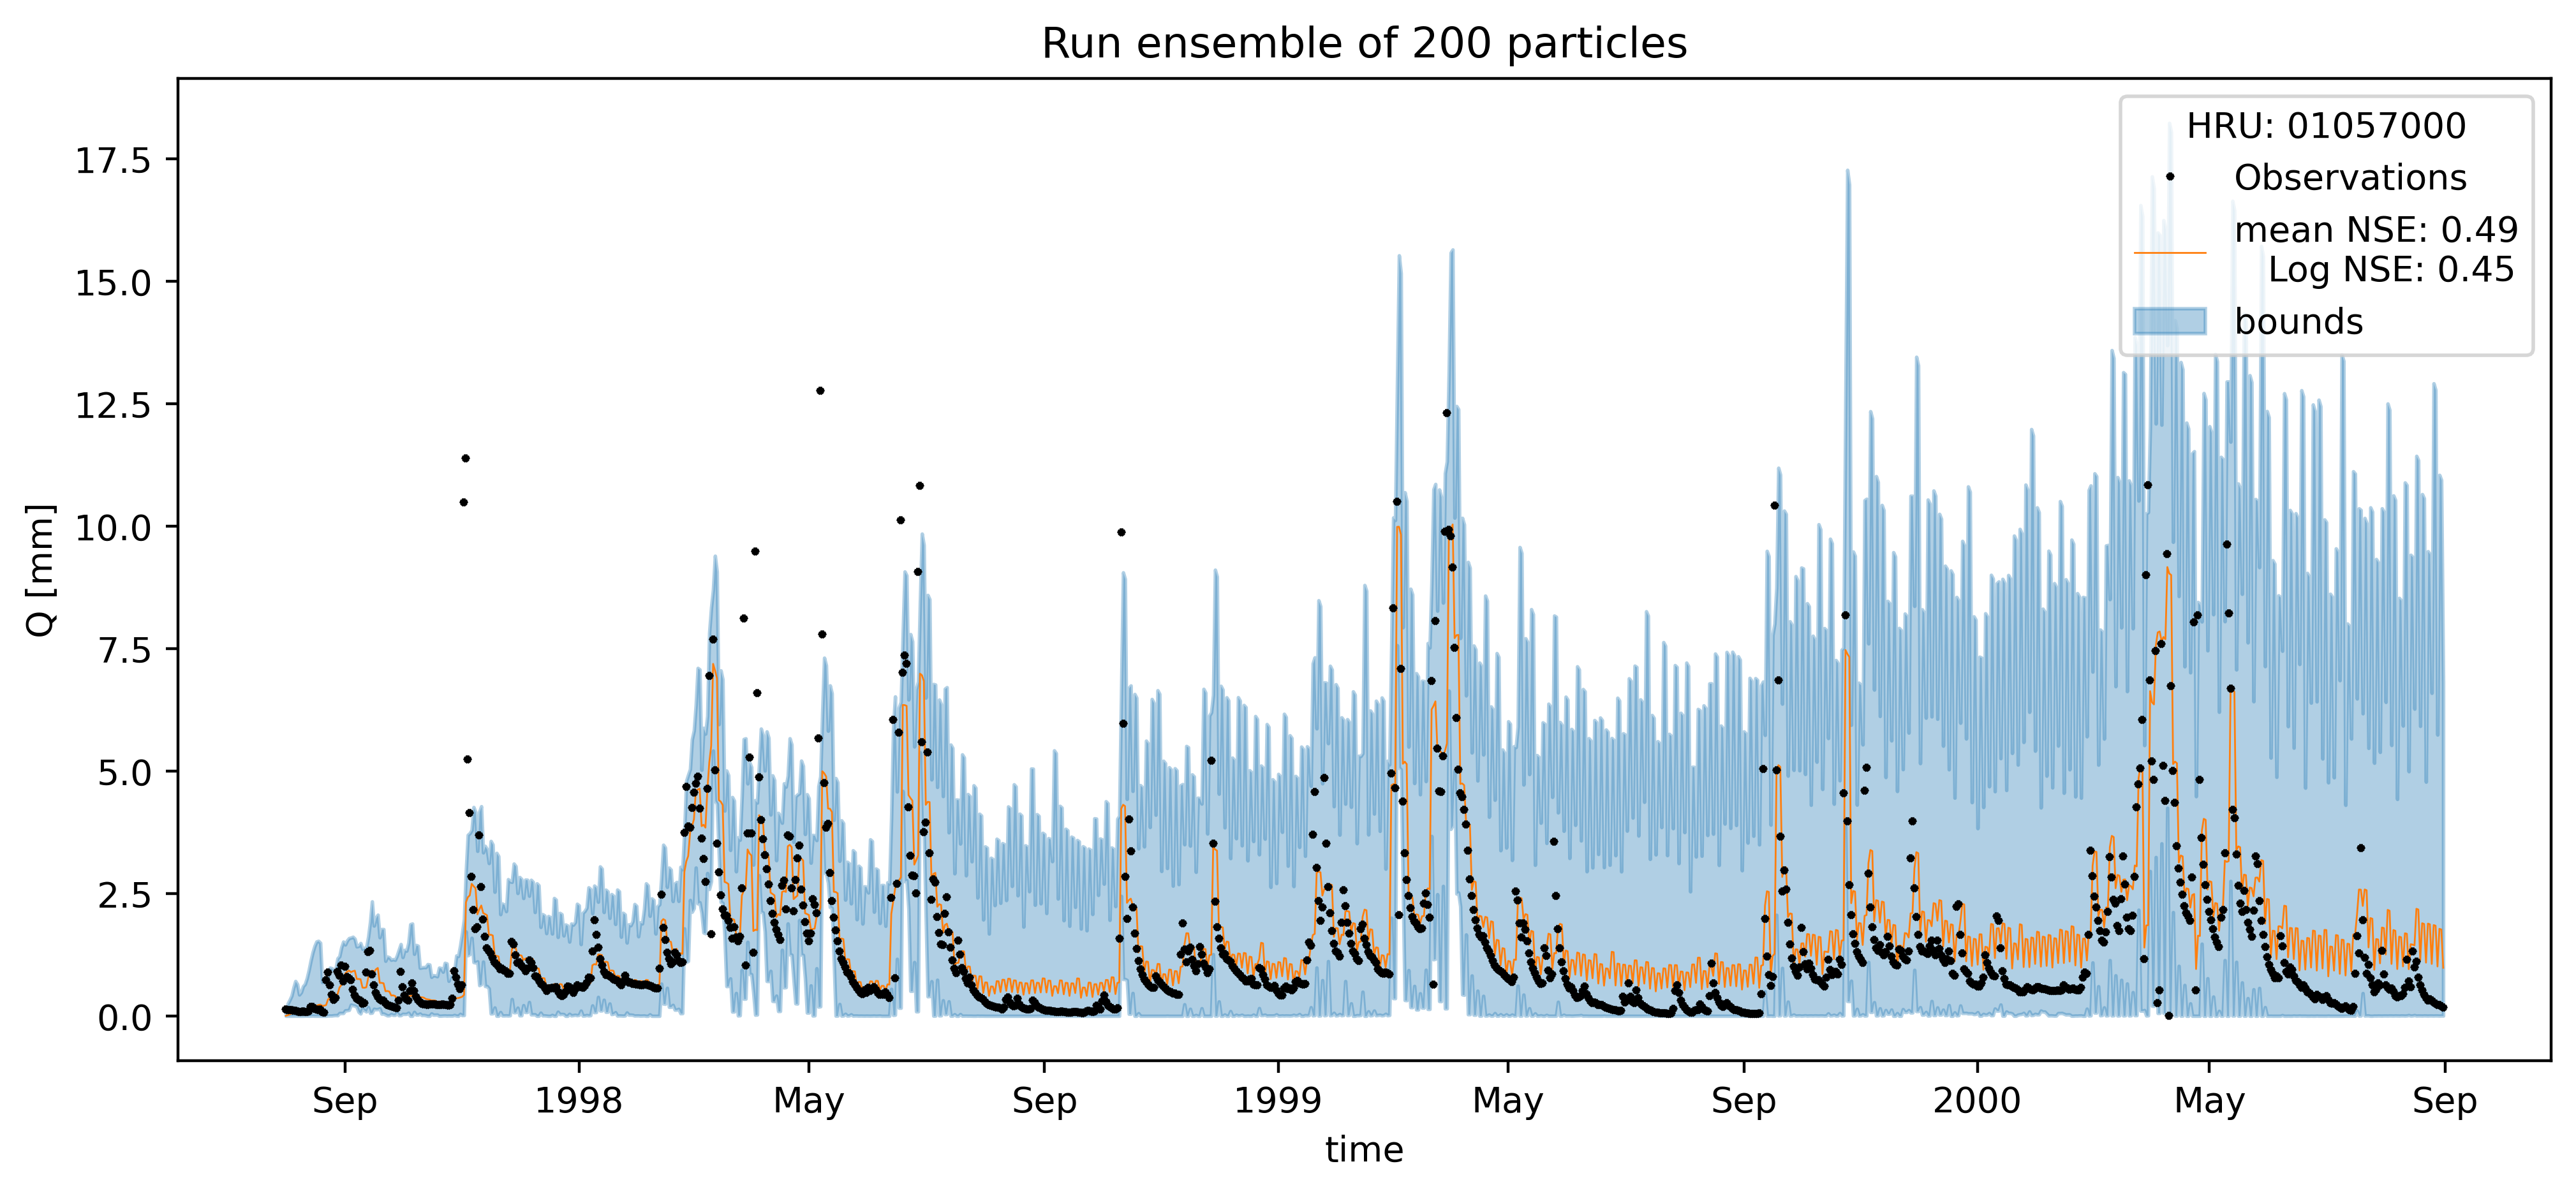 Run ensemble of 200 particles
HRU: 01057000
Observations
mean NSE: 0.49
Log NSE: 0.45
bounds
Q [mm]
17.5
15.0
12.5
10.0
7.5
5.0
2.5
0.0
Sep 1998 May Sep 1999 May Sep 2000 May Sep
time